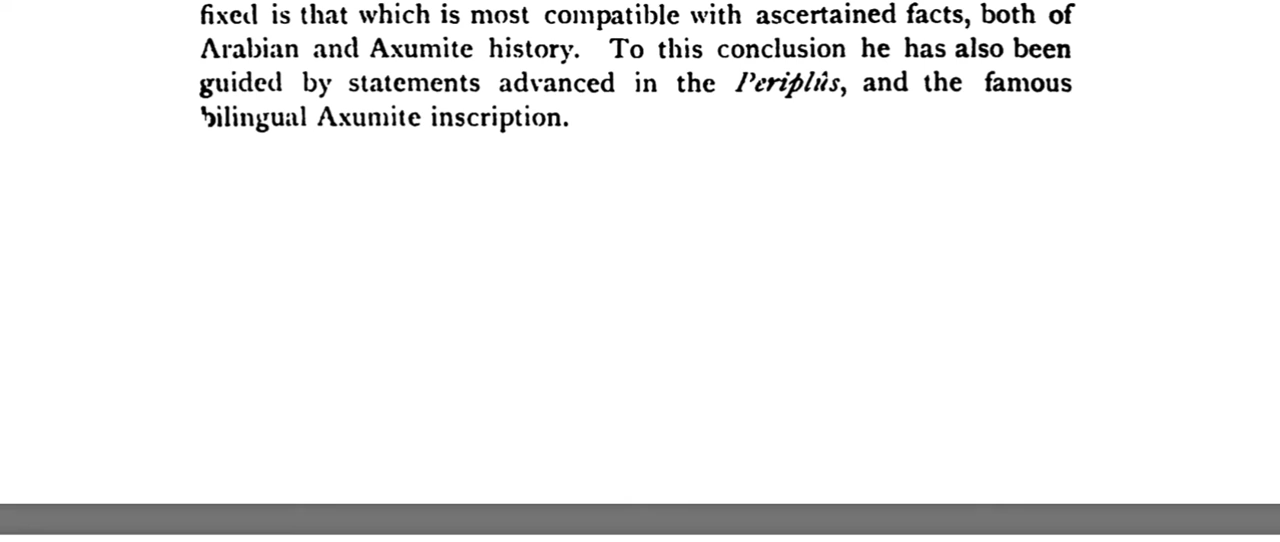 fixed is that which is most compatible with ascertained facts, both of
Arabian and Axumite history. To this conclusion he has also been
guided by statements advanced in the Periplûs, and the famous
bilingual Axumite inscription.